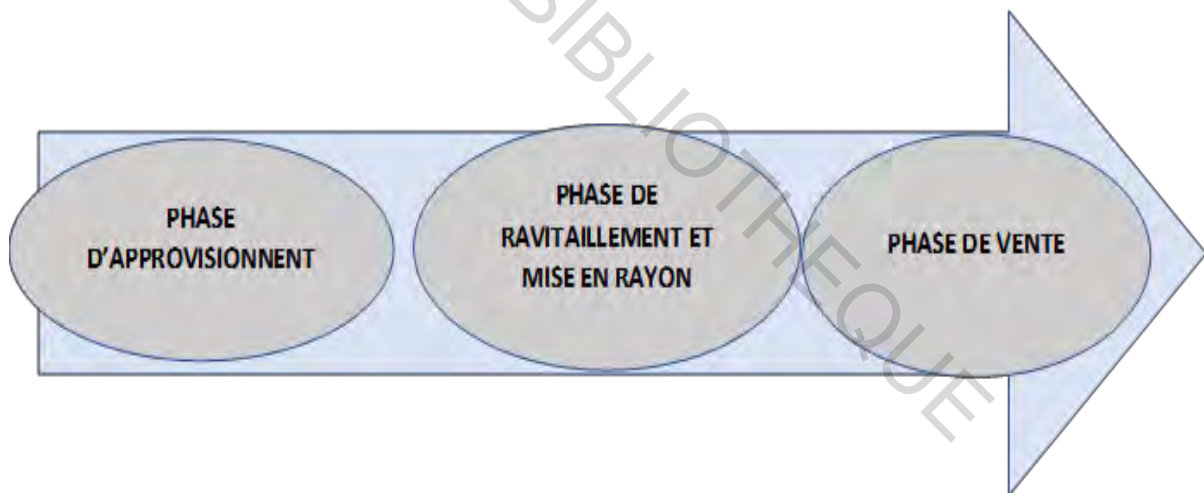 PHASE
D'APPROVISIONNENT
PHASE DE
RAVITAILLEMENT ET
MISE EN RAYON
PHASE DE VENTE
BIBLIOTHEQUE